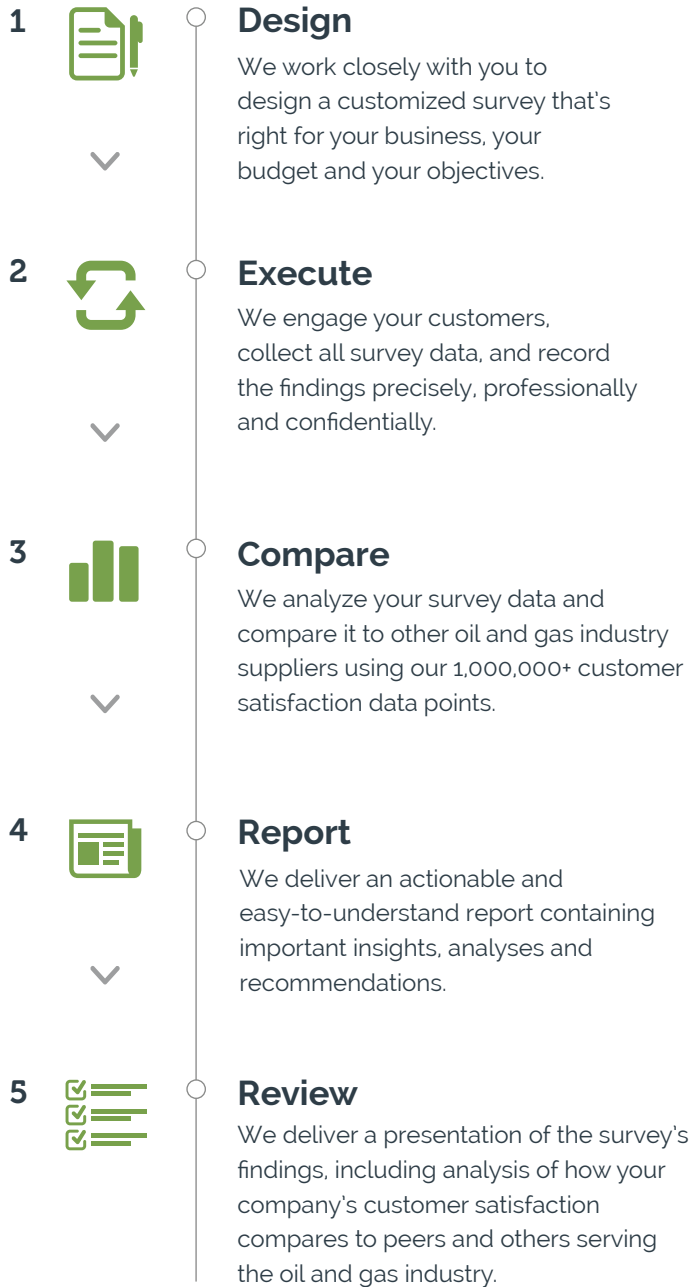 1
Design
We work closely with you to
design a customized survey that's
right for your business, your
budget and your objectives.
2
Execute
We engage your customers,
collect all survey data, and record
the findings precisely, professionally
and confidentially.
3
Compare
We analyze your survey data and
compare it to other oil and gas industry
suppliers using our 1,000,000+ customer
satisfaction data points.
4
Report
We deliver an actionable and
easy-to-understand report containing
important insights, analyses and
recommendations.
5
Review
We deliver a presentation of the survey's
findings, including analysis of how your
company's customer satisfaction
compares to peers and others serving
the oil and gas industry.